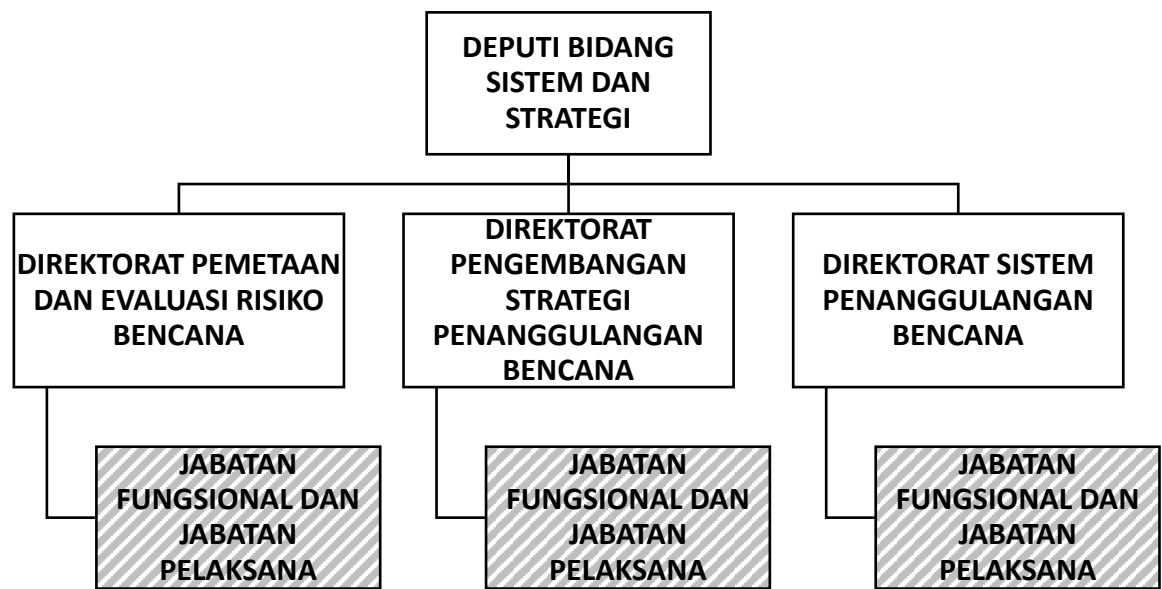 DEPUTI BIDANG
SISTEM DAN
STRATEGI
DIREKTORAT PEMETAAN
DAN EVALUASI RISIKO
BENCANA
DIREKTORAT
PENGEMBANGAN
STRATEGI
PENANGGULANGAN
BENCANA
DIREKTORAT SISTEM
PENANGGULANGAN
BENCANA
JABATAN
FUNGSIONAL DAN
JABATAN
PELAKSANA
JABATAN
FUNGSIONAL DAN
JABATAN
PELAKSANA
JABATAN
FUNGSIONAL DAN
JABATAN
PELAKSANA